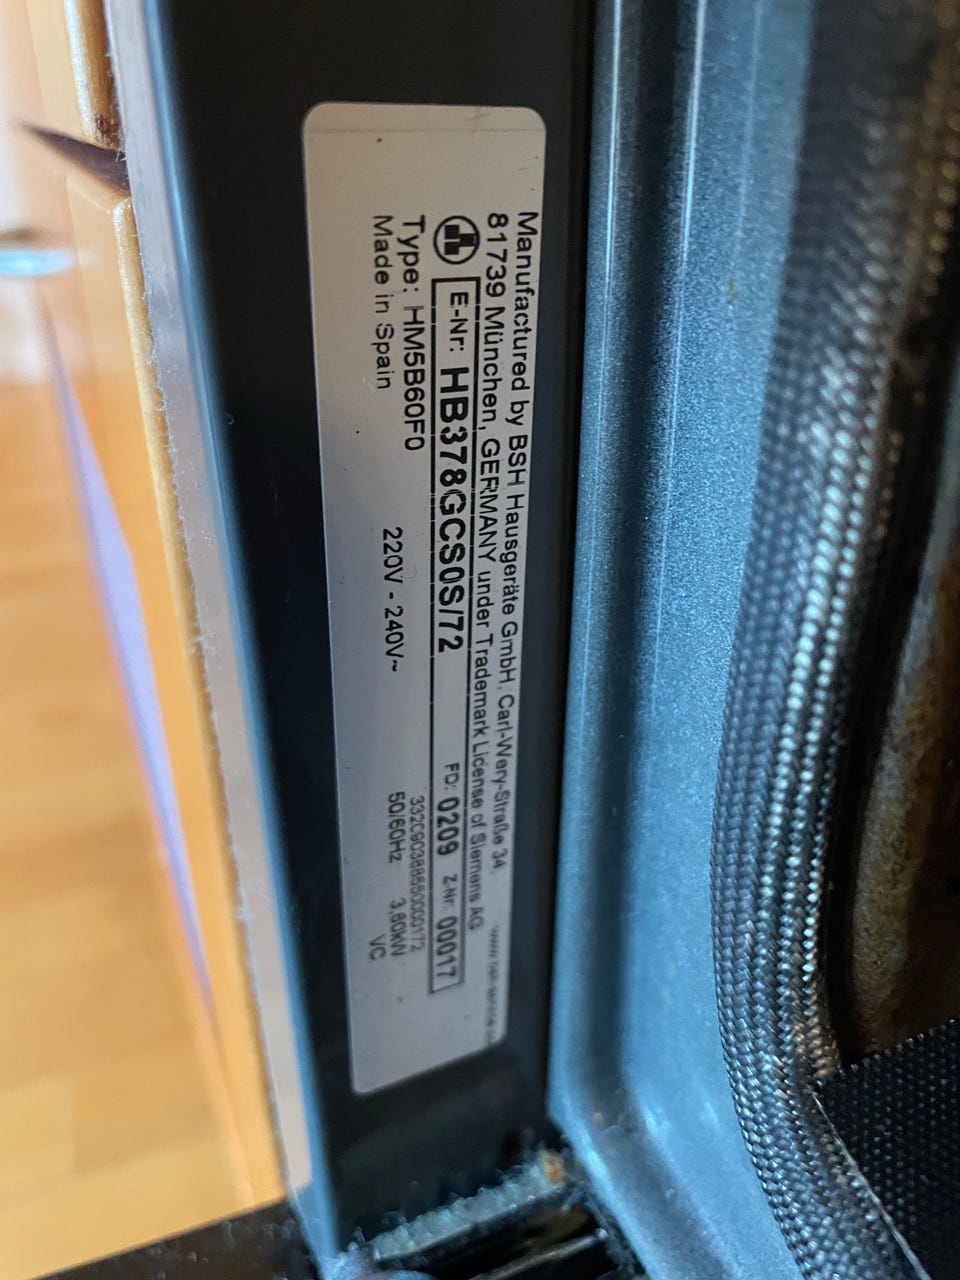 Manufactured by BSH Hausgeräte GmbH, Carl-Wery-Straße 34,
81739 München, GERMANY under Trademark License of Siemens AG
E-Nr: HB378GCS0S/72 FD: 0209 Z-Nr: 00017
Type: HM5B60F0
Made in Spain 220V - 240V~ 50/60Hz 3,60kW
VC